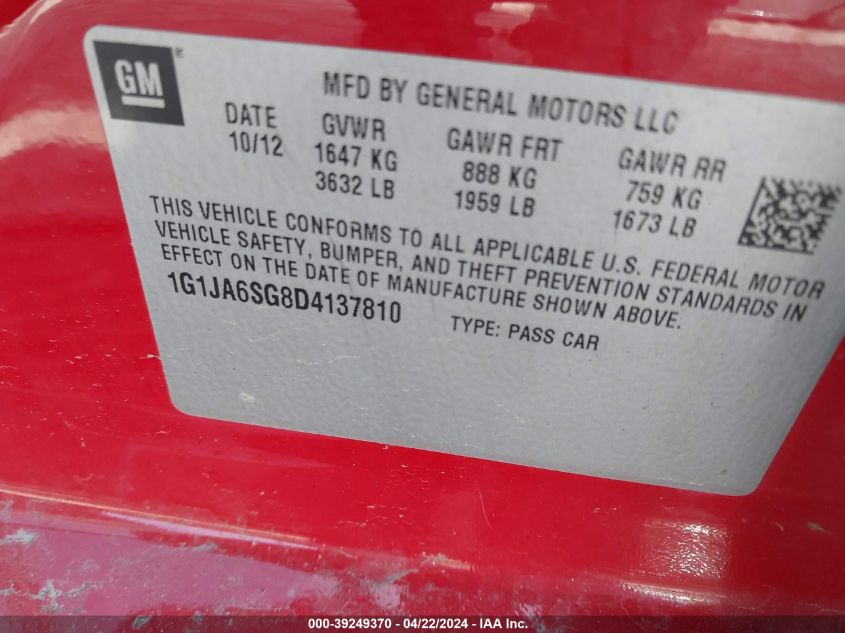 GM
MFD BY GENERAL MOTORS LLC
DATE GVWR GAWR FRT GAWR RR
10/12 1647 KG 888 KG 759 KG
3632 LB 1959 LB 1673 LB
THIS VEHICLE CONFORMS TO ALL APPLICABLE U.S. FEDERAL MOTOR
VEHICLE SAFETY, BUMPER, AND THEFT PREVENTION STANDARDS IN
EFFECT ON THE DATE OF MANUFACTURE SHOWN ABOVE.
1G1JA6SG8D4137810 TYPE: PASS CAR
000-39249370 - 04/22/2024 - IAA Inc.